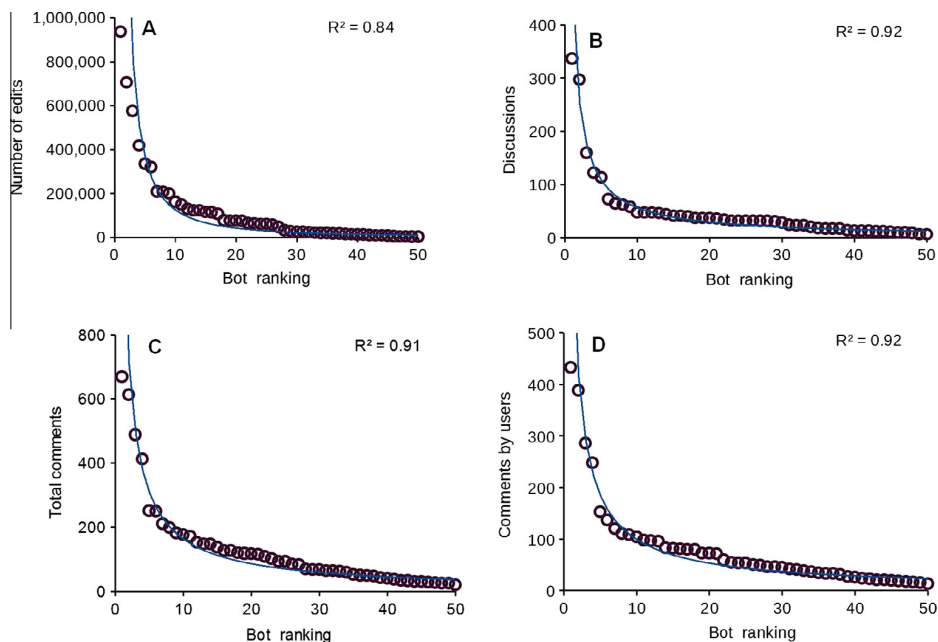 A
R² = 0.84
Number of edits
1,000,000
800,000
600,000
400,000
200,000
0
0 10 20 30 40 50
Bot ranking
B
R² = 0.92
Discussions
400
300
200
100
0
0 10 20 30 40 50
Bot ranking
C
R² = 0.91
Total comments
800
600
400
200
0
0 10 20 30 40 50
Bot ranking
D
R² = 0.92
Comments by users
500
400
300
200
100
0
0 10 20 30 40 50
Bot ranking